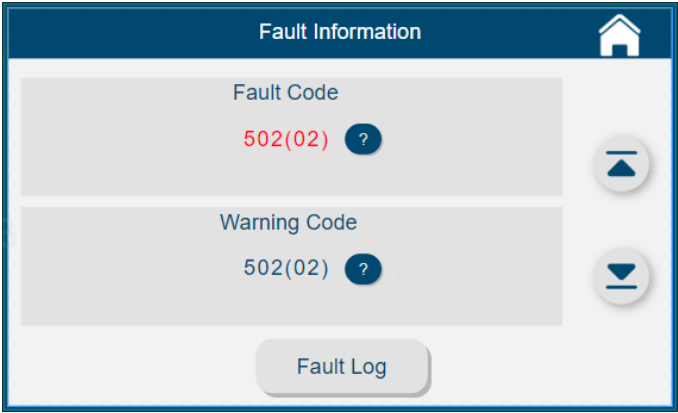 Fault Information
Fault Code
502(02) ?
Warning Code
502(02) ?
Fault Log